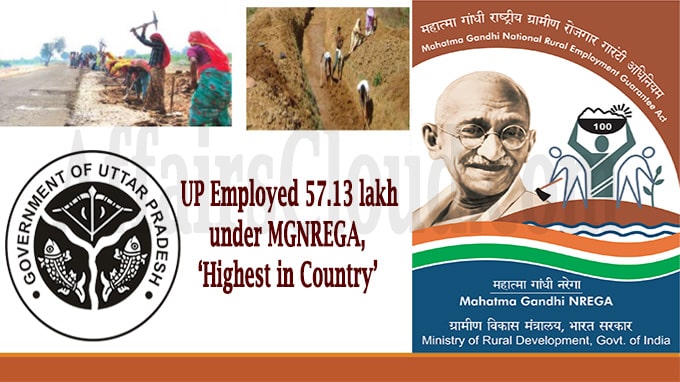 महात्मा गांधी राष्ट्रीय ग्रामीण रोजगार गारंटी अधिनियम
Mahatma Gandhi National Rural Employment Guarantee Act
100
AffairsCloud.com
GOVERNMENT OF UTTAR PRADESH
UP Employed 57.13 lakh
under MGNREGA,
‘Highest in Country’
महात्मा गांधी नरेगा
Mahatma Gandhi NREGA
ग्रामीण विकास मंत्रालय, भारत सरकार
Ministry of Rural Development, Govt. of India